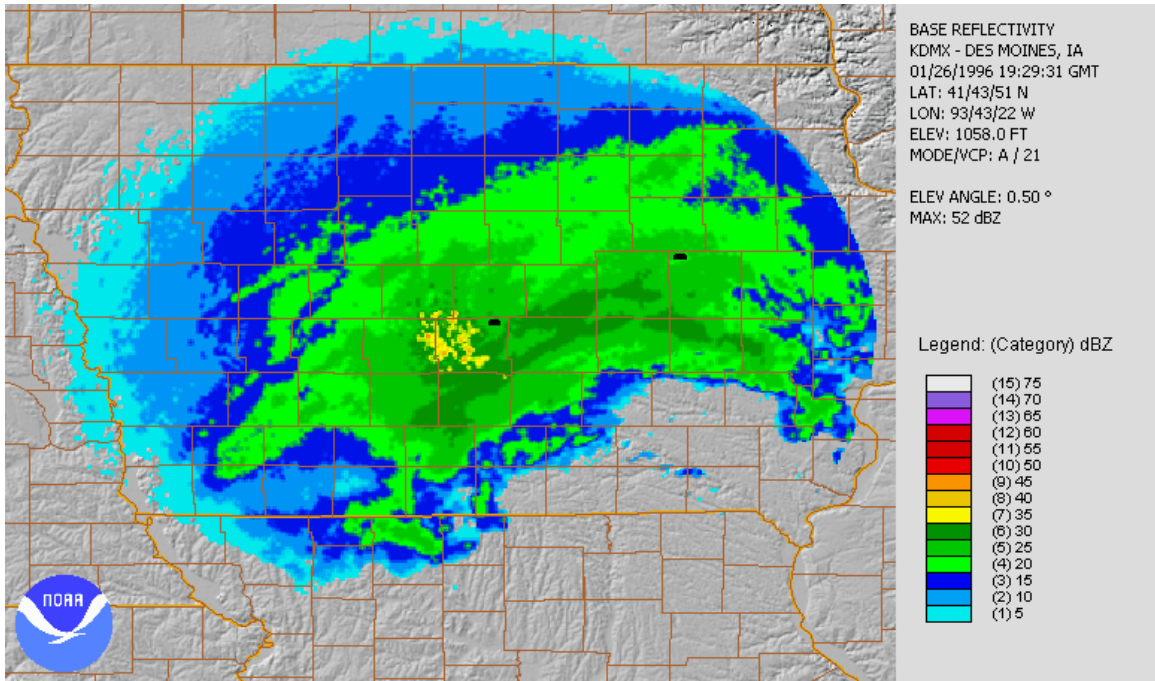 BASE REFLECTIVITY
KDMX - DES MOINES, IA
01/26/1996 19:29:31 GMT
LAT: 41/43/51 N
LON: 93/43/22 W
ELEV: 1058.0 FT
MODE/VCP: A / 21
ELEV ANGLE: 0.50 °
MAX: 52 dBZ
Legend: (Category) dBZ
(15) 75
(14) 70
(13) 65
(12) 60
(11) 55
(10) 50
(9) 45
(8) 40
(7) 35
(6) 30
(5) 25
(4) 20
(3) 15
(2) 10
(1) 5
NOAA